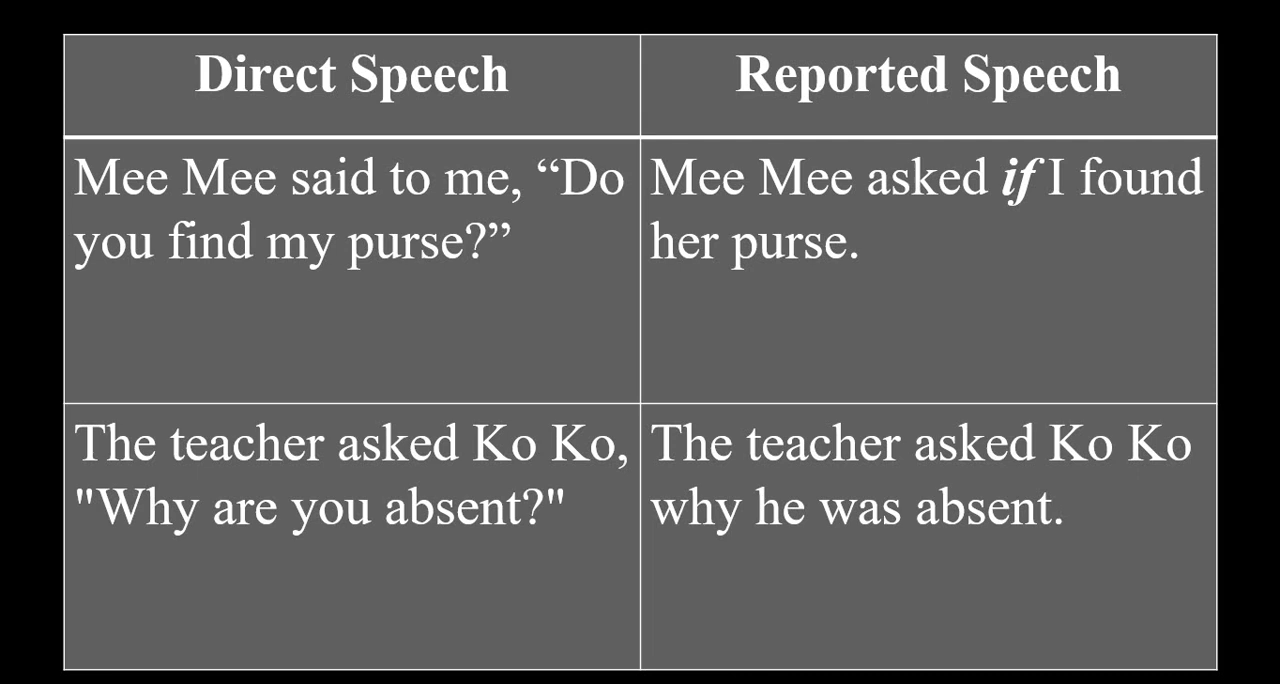 Direct Speech
Reported Speech
Mee Mee said to me, “Do
you find my purse?”
Mee Mee asked if I found
her purse.
The teacher asked Ko Ko,
"Why are you absent?"
The teacher asked Ko Ko
why he was absent.